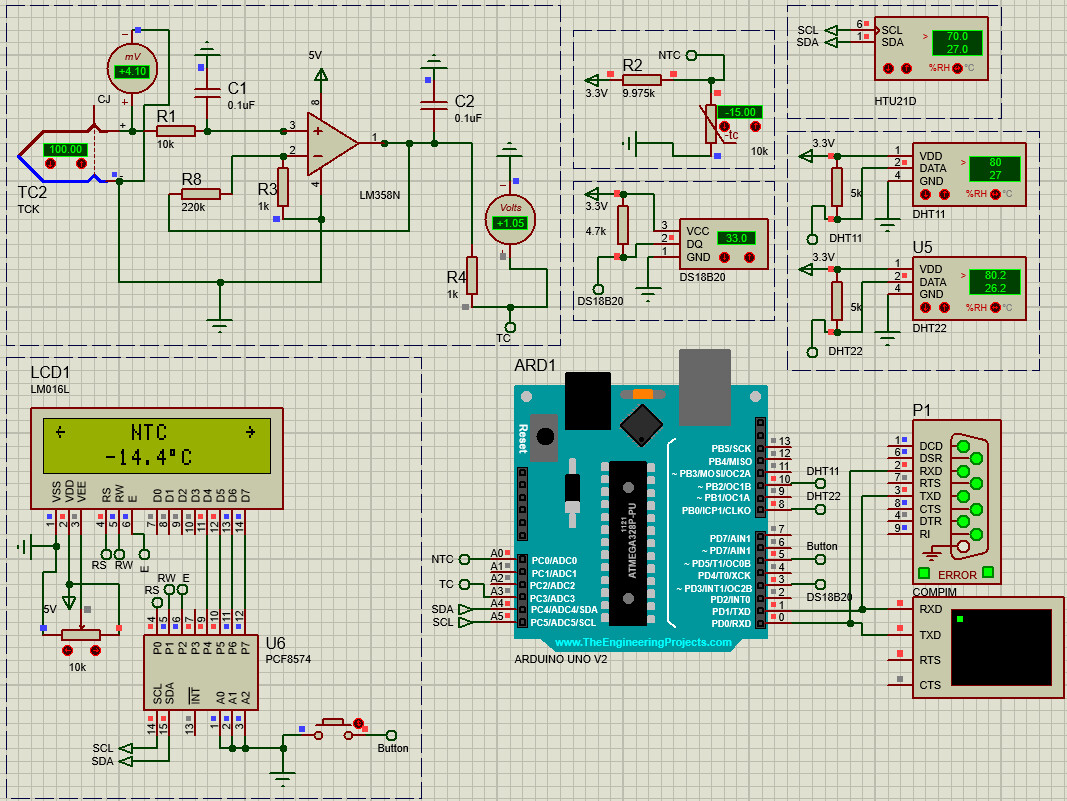 mV
+4.10
CJ
+
100.00
TC2
TCK
R1
10k
C1
0.1uF
R8
220k
R3
1k
5V
8
3
2
1
4
LM358N
C2
0.1uF
Volts
+1.05
R4
1k
TC
NTC
R2
3.3V
9.975k
-15.00
-tc
10k
3.3V
4.7k
3
2
1
VCC
DQ
GND
33.0
DS18B20
DS18B20
SCL
SDA
6
1
SCL
SDA
>
70.0
27.0
%RH
°C
HTU21D
3.3V
5k
1
2
4
VDD
DATA
GND
>
80
27
%RH
°C
DHT11
DHT11
U5
3.3V
5k
1
2
4
VDD
DATA
GND
>
80.2
26.2
%RH
°C
DHT22
DHT22
LCD1
LM016L
← NTC →
-14.4°C
VSS VDD VEE RS RW E D0 D1 D2 D3 D4 D5 D6 D7
1 2 3 4 5 6 7 8 9 10 11 12 13 14
RS RW E
5V
10k
RS RW E
4 5 6 7 9 10 11 12
P0 P1 P2 P3 P4 P5 P6 P7
U6
PCF8574
SCL SDA INT A0 A1 A2
14 15 13 1 2 3
SCL
SDA
Button
ARD1
Reset
1121
ATMEGA328P-PU
PB5/SCK 13
PB4/MISO 12
~ PB3/MOSI/OC2A 11
~ PB2/OC1B 10
~ PB1/OC1A 9
PB0/ICP1/CLKO 8
DHT11
DHT22
PD7/AIN1 7
~ PD7/AIN1 6
~ PD5/T1/OC0B 5
PD4/T0/XCK 4
~ PD3/INT1/OC2B 3
PD2/INT0 2
PD1/TXD 1
PD0/RXD 0
Button
DS18B20
NTC
TC
SDA
SCL
A0 PC0/ADC0
A1 PC1/ADC1
A2 PC2/ADC2
A3 PC3/ADC3
A4 PC4/ADC4/SDA
A5 PC5/ADC5/SCL
www.TheEngineeringProjects.com
ARDUINO UNO V2
P1
1 DCD
6 DSR
2 RXD
7 RTS
3 TXD
8 CTS
4 DTR
9 RI
ERROR
COMPIM
RXD
TXD
RTS
CTS